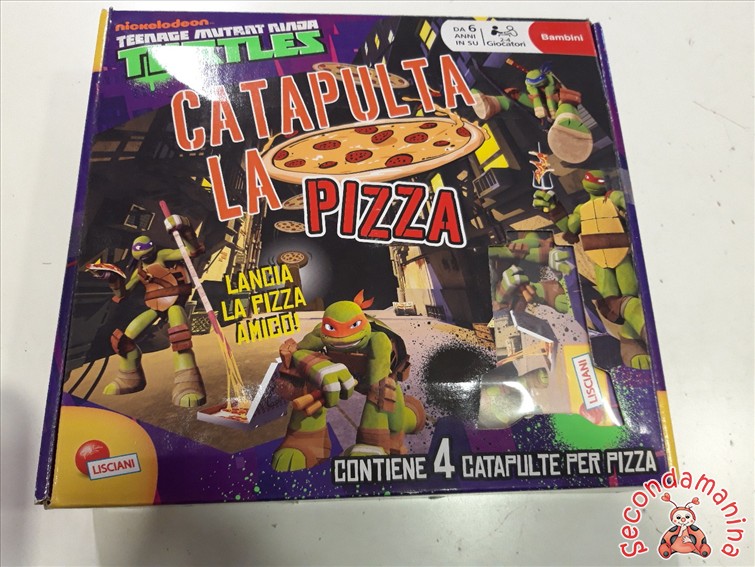 nickelodeon
TEENAGE MUTANT NINJA
TURTLES
DA 6
ANNI
IN SU
2-4
Giocatori
Bambini
CATAPULTA
LA
PIZZA
LANCIA
LA PIZZA
AMICO!
LISCIANI
LISCIANI
CONTIENE 4 CATAPULTE PER PIZZA
Secondamanina